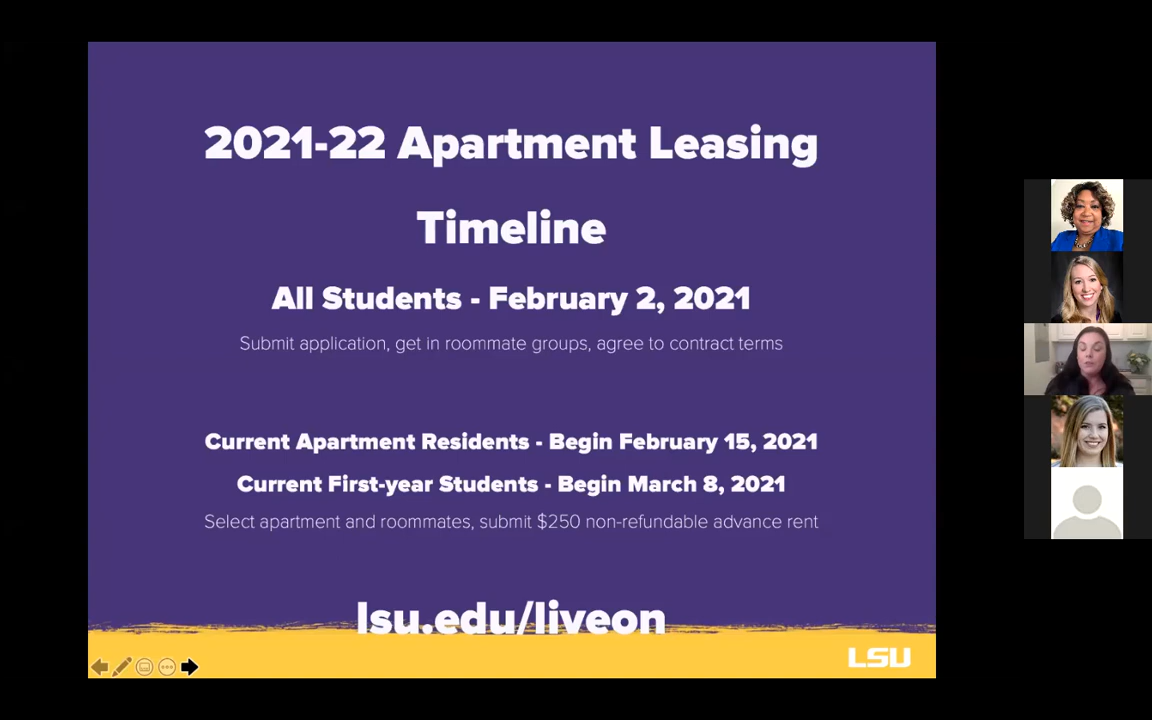 2021-22 Apartment Leasing
Timeline
All Students - February 2, 2021
Submit application, get in roommate groups, agree to contract terms
Current Apartment Residents - Begin February 15, 2021
Current First-year Students - Begin March 8, 2021
Select apartment and roommates, submit $250 non-refundable advance rent
lsu.edu/liveon
LSU